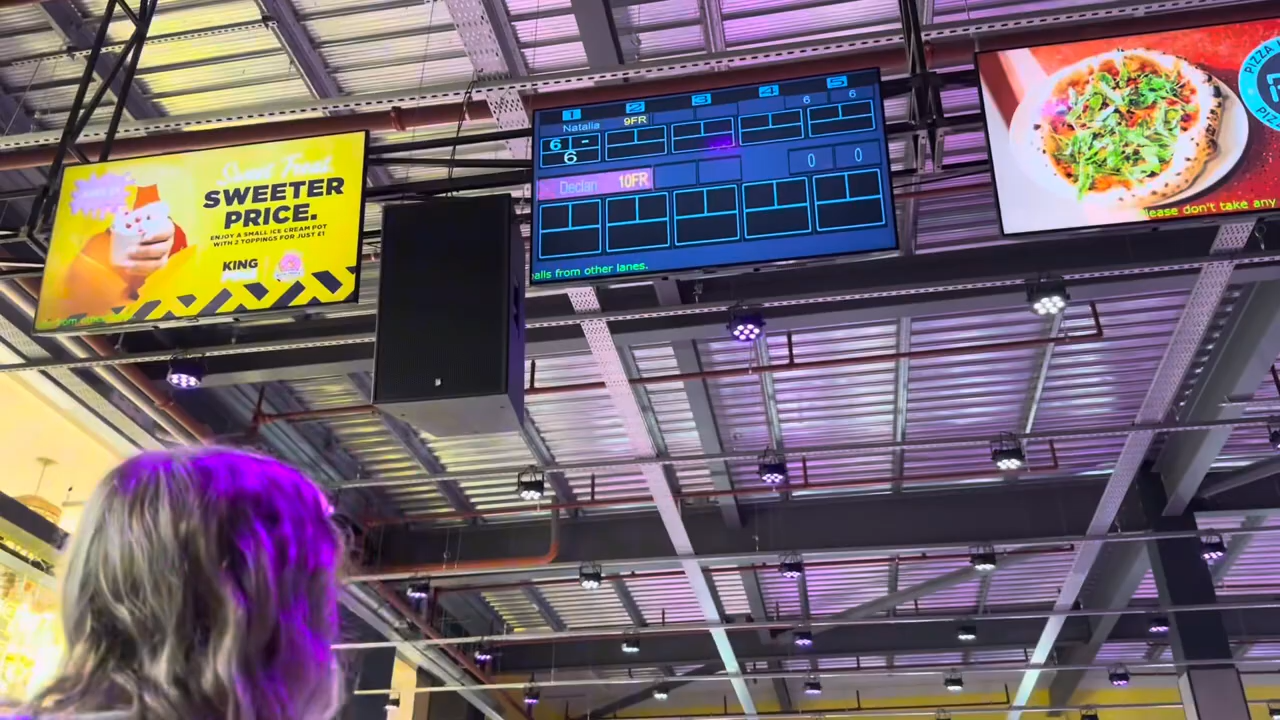 Sweet Treat
SWEETER
PRICE.
ENJOY A SMALL ICE CREAM POT
WITH 2 TOPPINGS FOR JUST £1
KING
1 2 3 4 5
Natalia 9FR 6 6
6 -
6
Declan 10FR 0 0
alls from other lanes.
PIZZA
lease don't take any